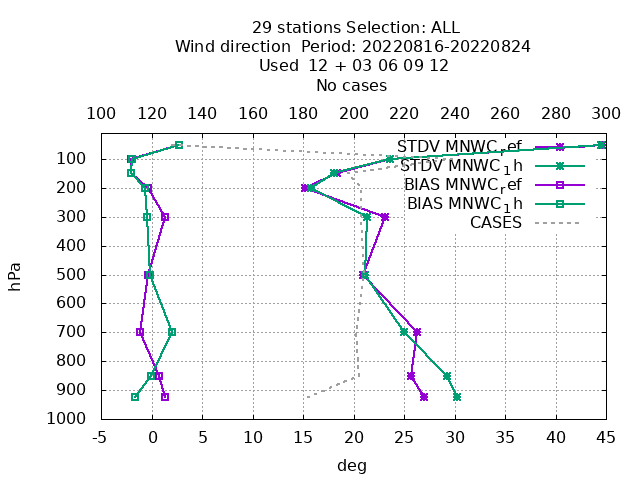 29 stations Selection: ALL
Wind direction  Period: 20220816-20220824
Used  12 + 03 06 09 12
No cases
100 120 140 160 180 200 220 240 260 280 300
STDV MNWC_ref
100
STDV MNWC_1h
BIAS MNWC_ref
200
BIAS MNWC_1h
300
CASES
400
500
hPa
600
700
800
900
1000
-5 0 5 10 15 20 25 30 35 40 45
deg